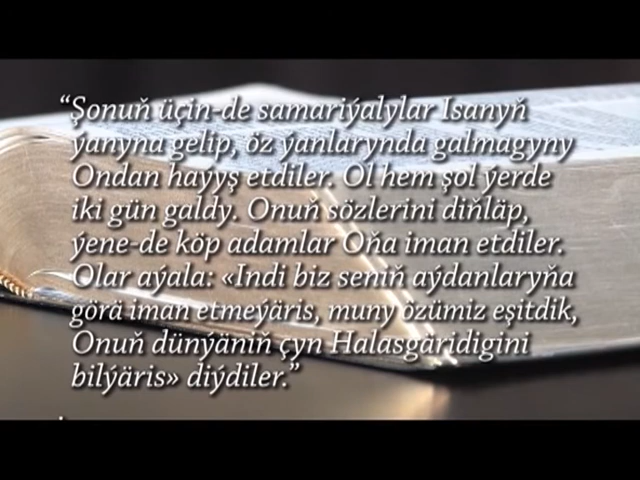 “Şonuň üçin-de samariýalylar Isanyň
ýanyna gelip, öz ýanlarynda galmagyny
Ondan haýyş etdiler. Ol hem şol ýerde
iki gün galdy. Onuň sözlerini diňläp,
ýene-de köp adamlar Oňa iman etdiler.
Olar aýala: «Indi biz seniň aýdanlaryňa
görä iman etmeýäris, muny özümiz eşitdik,
Onuň dünýäniň çyn Halasgäridigini
bilýäris» diýdiler.”